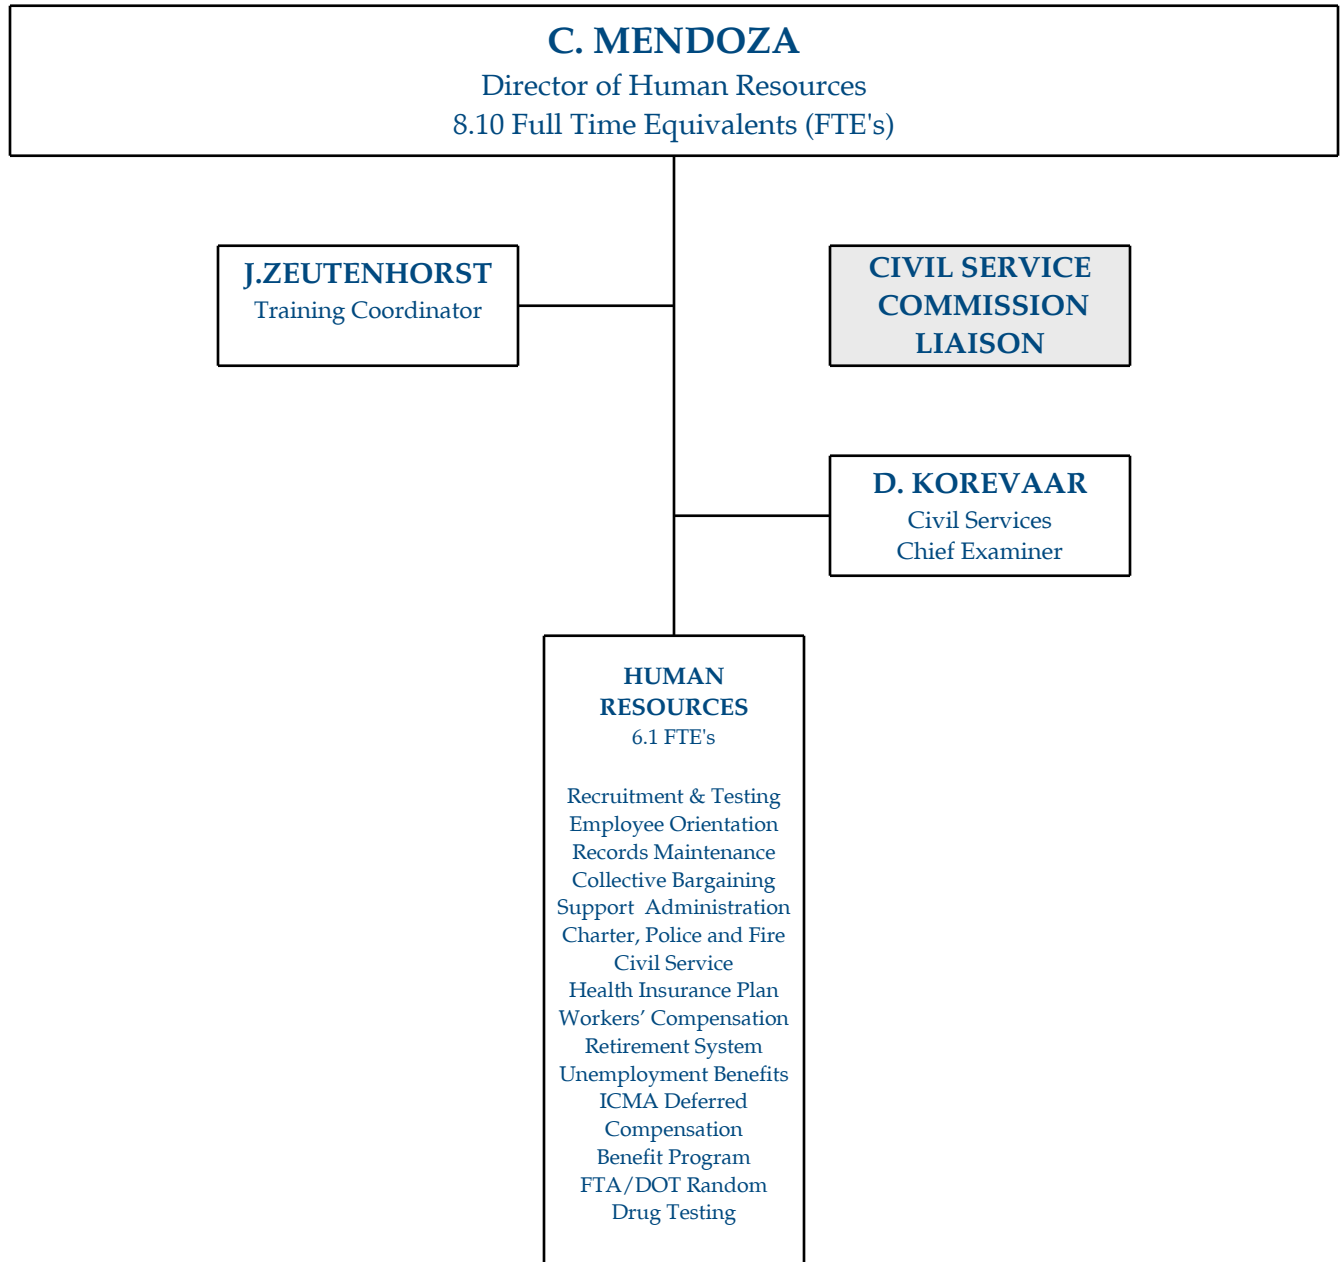 C. MENDOZA
Director of Human Resources
8.10 Full Time Equivalents (FTE's)
J.ZEUTENHORST
Training Coordinator
CIVIL SERVICE
COMMISSION
LIAISON
D. KOREVAAR
Civil Services
Chief Examiner
HUMAN
RESOURCES
6.1 FTE's
Recruitment & Testing
Employee Orientation
Records Maintenance
Collective Bargaining
Support Administration
Charter, Police and Fire
Civil Service
Health Insurance Plan
Workers’ Compensation
Retirement System
Unemployment Benefits
ICMA Deferred
Compensation
Benefit Program
FTA/DOT Random
Drug Testing